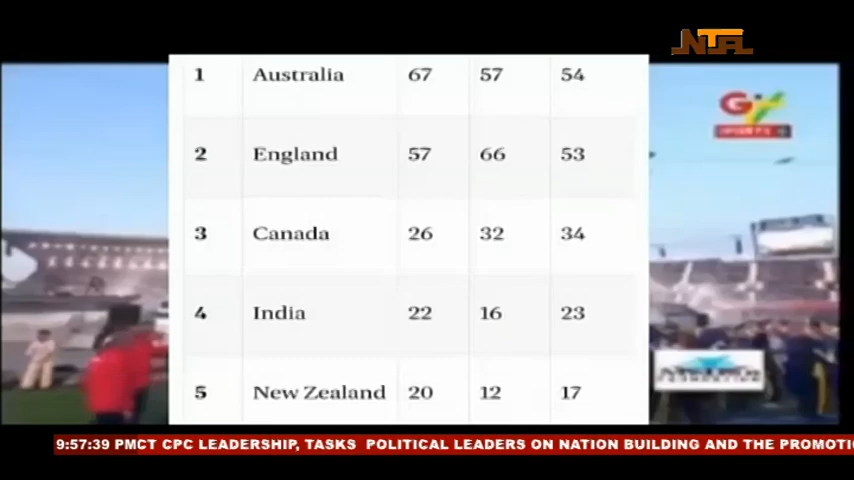 NTA
1 Australia 67 57 54
2 England 57 66 53
3 Canada 26 32 34
4 India 22 16 23
5 New Zealand 20 12 17
9:57:39 PMCT CPC LEADERSHIP, TASKS POLITICAL LEADERS ON NATION BUILDING AND THE PROMOTI